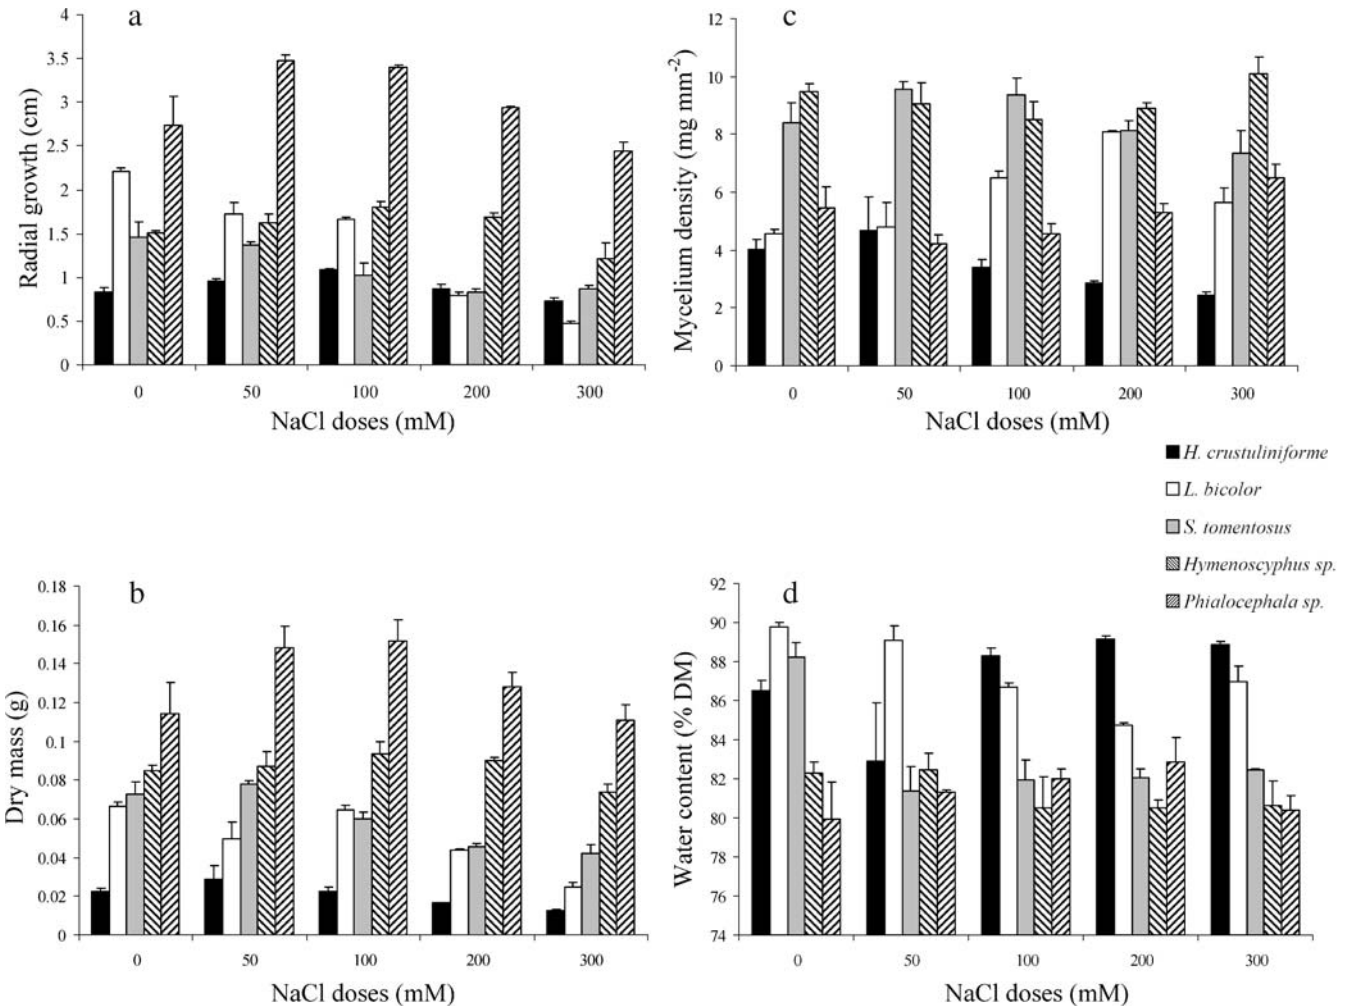 a
4
3.5
3
2.5
2
1.5
1
0.5
0
Radial growth (cm)
0 50 100 200 300
NaCl doses (mM)
c
12
10
8
6
4
2
0
Mycelium density (mg mm-2)
0 50 100 200 300
NaCl doses (mM)
H. crustuliniforme
L. bicolor
S. tomentosus
Hymenoscyphus sp.
Phialocephala sp.
b
0.18
0.16
0.14
0.12
0.1
0.08
0.06
0.04
0.02
0
Dry mass (g)
0 50 100 200 300
NaCl doses (mM)
d
92
90
88
86
84
82
80
78
76
74
Water content (% DM)
0 50 100 200 300
NaCl doses (mM)